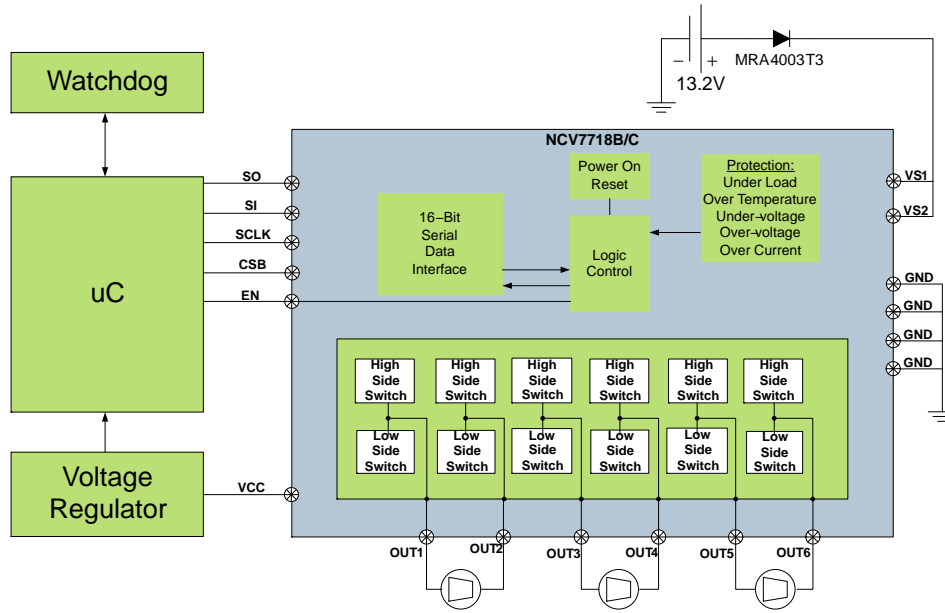 MRA4003T3
− +
13.2V
Watchdog
NCV7718B/C
uC
SO
SI
SCLK
CSB
EN
Power On
Reset
Protection:
Under Load
Over Temperature
Under−voltage
Over−voltage
Over Current
16−Bit
Serial
Data
Interface
Logic
Control
VS1
VS2
GND
GND
GND
GND
High
Side
Switch
High
Side
Switch
High
Side
Switch
High
Side
Switch
High
Side
Switch
High
Side
Switch
Low
Side
Switch
Low
Side
Switch
Low
Side
Switch
Low
Side
Switch
Low
Side
Switch
Low
Side
Switch
Voltage
Regulator
VCC
OUT1
OUT2
OUT3
OUT4
OUT5
OUT6